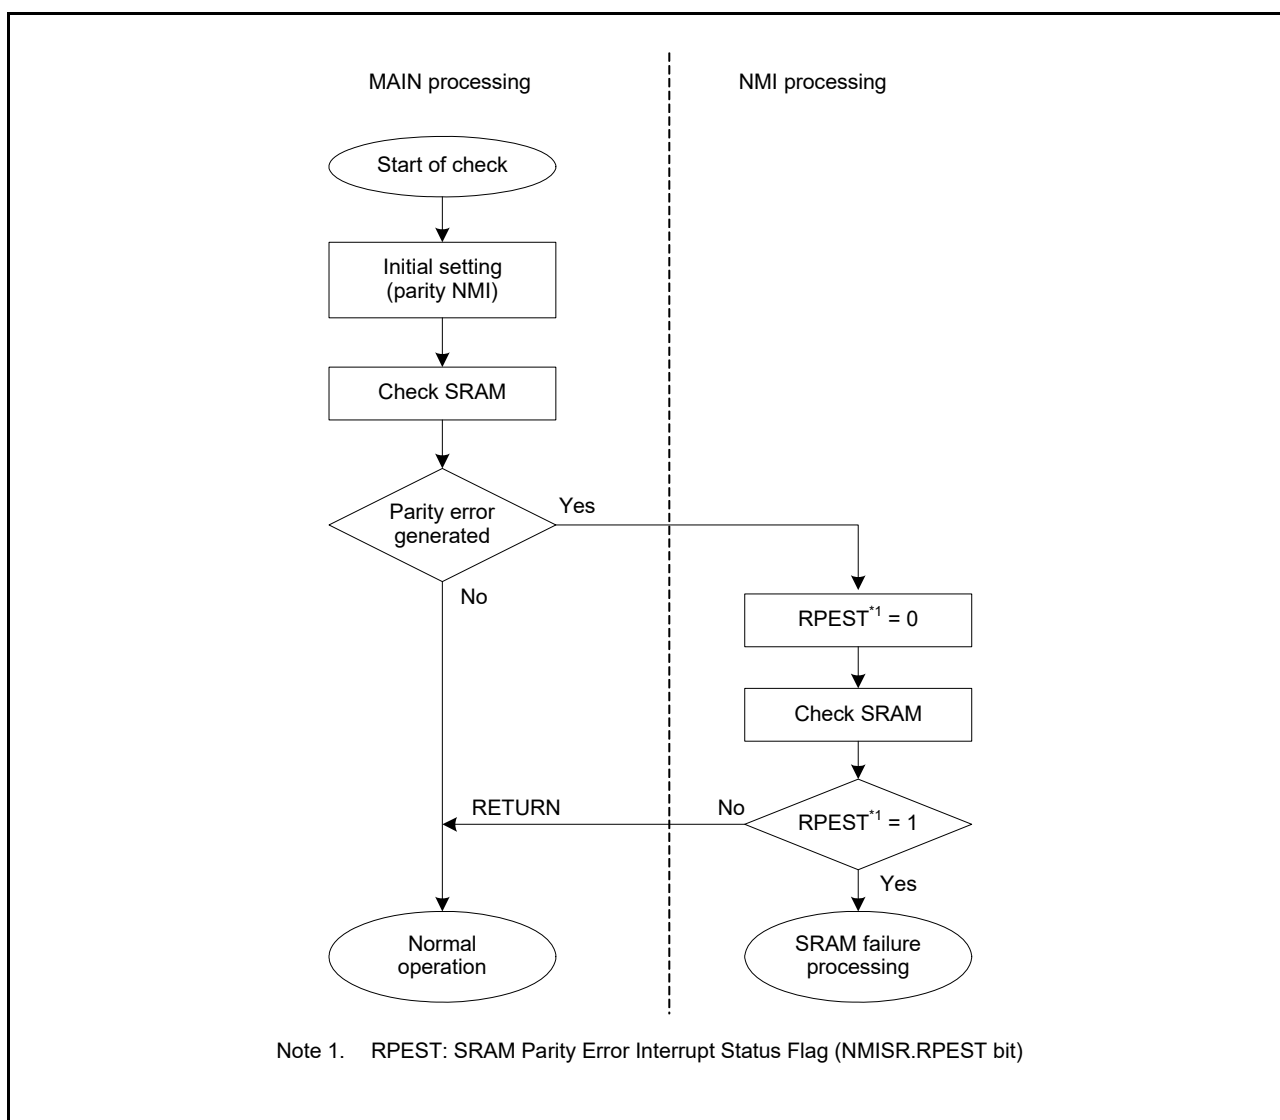 MAIN processing
NMI processing
Start of check
Initial setting
(parity NMI)
Check SRAM
Parity error
generated
Yes
No
RPEST*1 = 0
Check SRAM
RPEST*1 = 1
No
RETURN
Yes
Normal
operation
SRAM failure
processing
Note 1. RPEST: SRAM Parity Error Interrupt Status Flag (NMISR.RPEST bit)